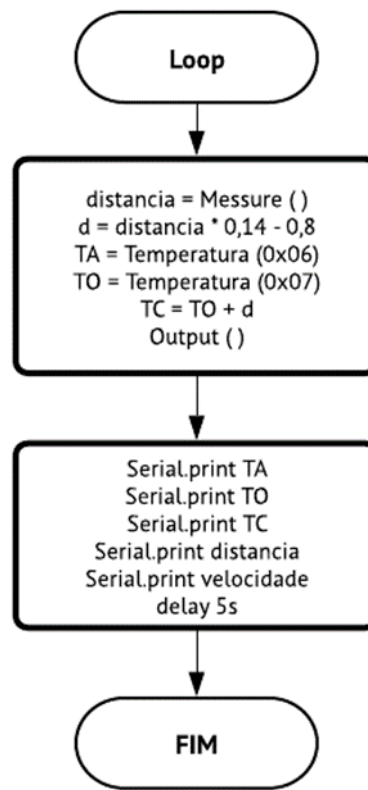 Loop
distancia = Messure ( )
d = distancia * 0,14 - 0,8
TA = Temperatura (0x06)
TO = Temperatura (0x07)
TC = TO + d
Output ( )
Serial.print TA
Serial.print TO
Serial.print TC
Serial.print distancia
Serial.print velocidade
delay 5s
FIM